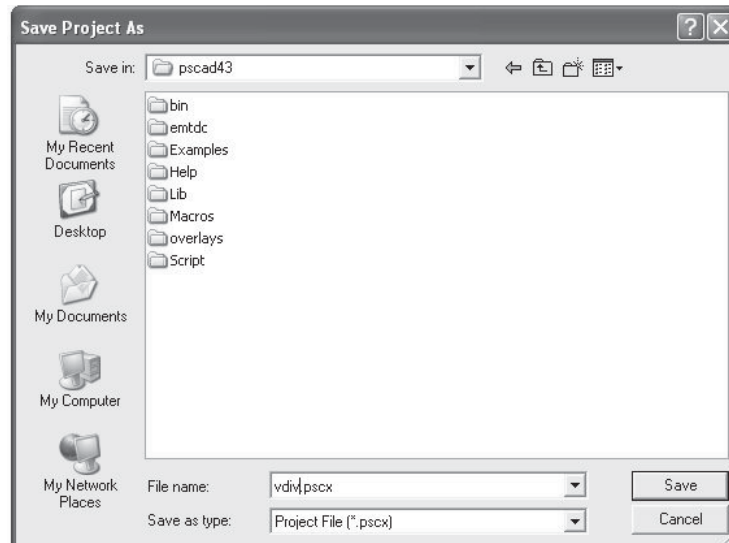 Save Project As
Save in: pscad43
bin
emtdc
Examples
Help
Lib
Macros
overlays
Script
My Recent
Documents
Desktop
My Documents
My Computer
My Network
Places
File name: vdiv.pscx Save
Save as type: Project File (*.pscx) Cancel